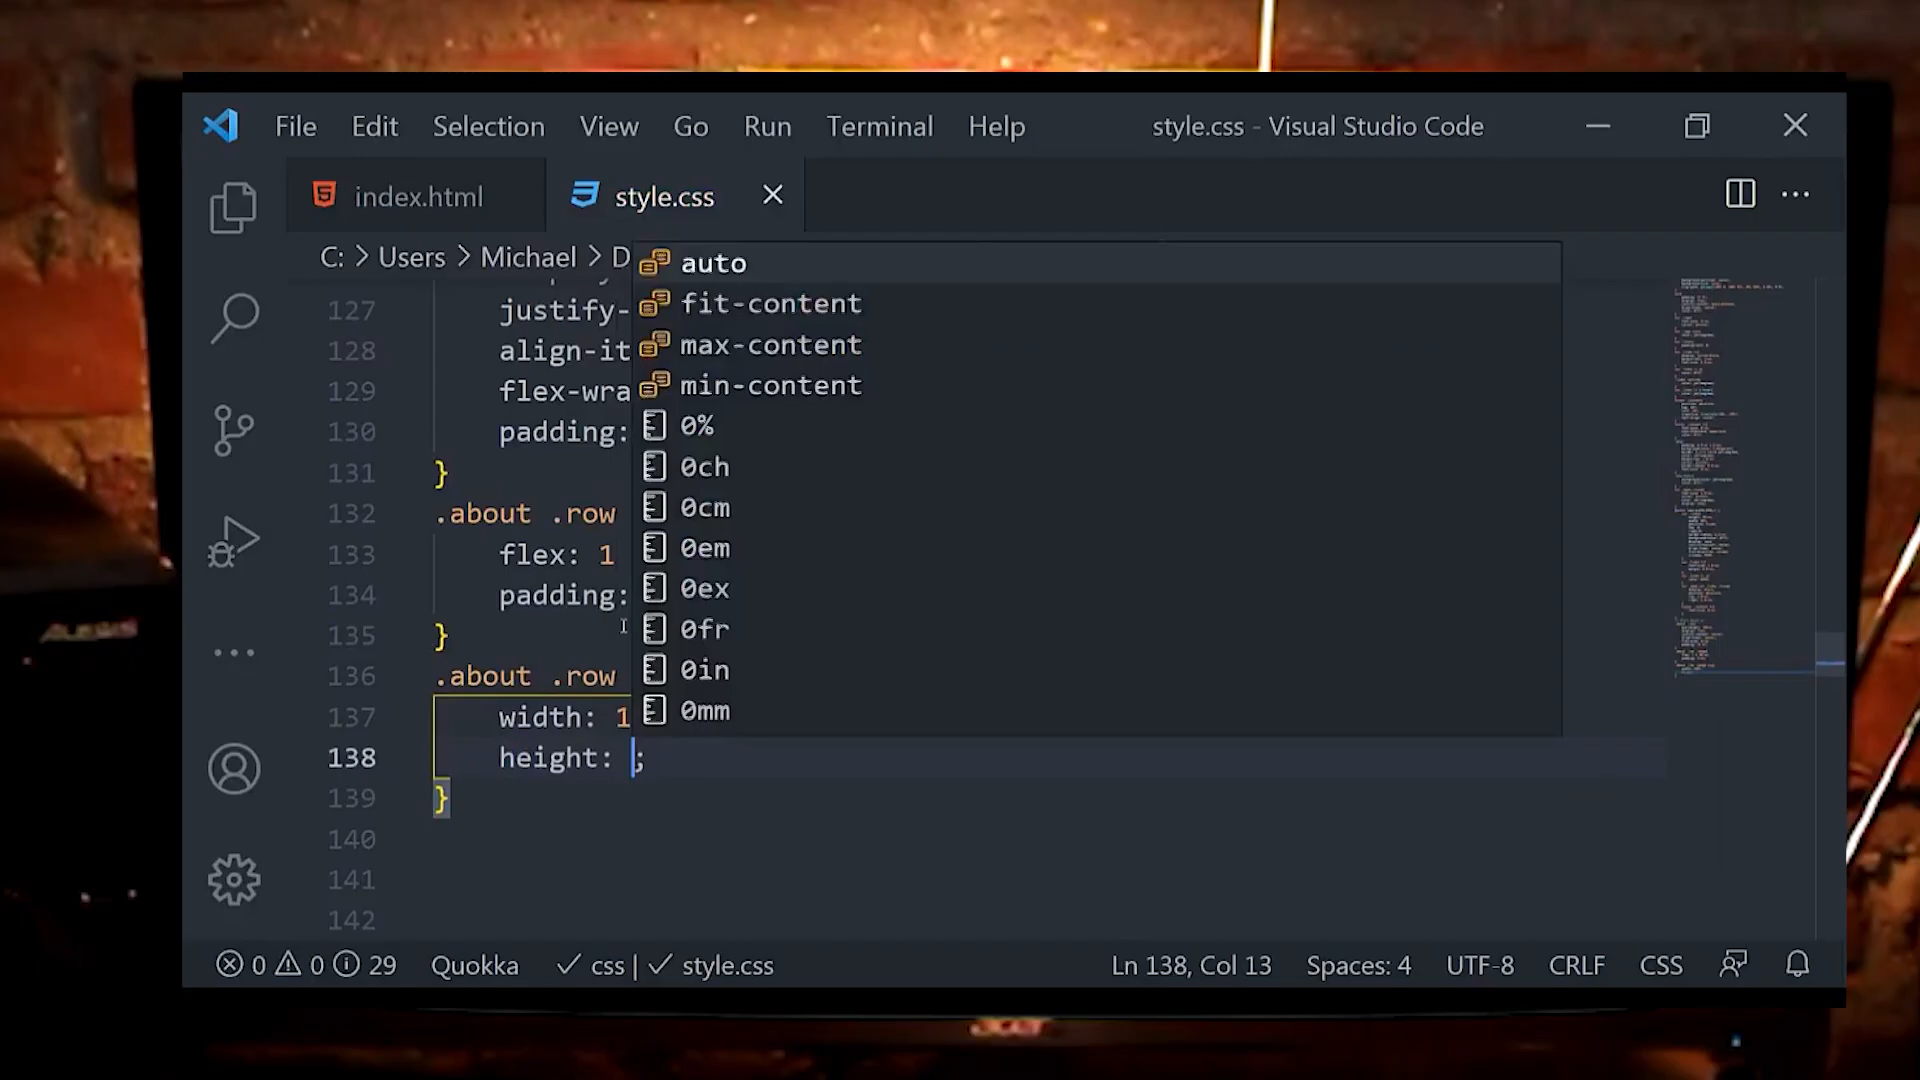 File Edit Selection View Go Run Terminal Help style.css - Visual Studio Code
index.html style.css
C: > Users > Michael > D
auto
fit-content
127 justify-
max-content
128 align-it
min-content
129 flex-wra
0%
130 padding:
0ch
131 }
0cm
132 .about .row
0em
133 flex: 1
0ex
134 padding:
0fr
135 }
0in
136 .about .row
0mm
137 width: 1
138 height: ;
139 }
140
141
142
0 0 29 Quokka ✓ css | ✓ style.css Ln 138, Col 13 Spaces: 4 UTF-8 CRLF CSS
ALESIS
acer